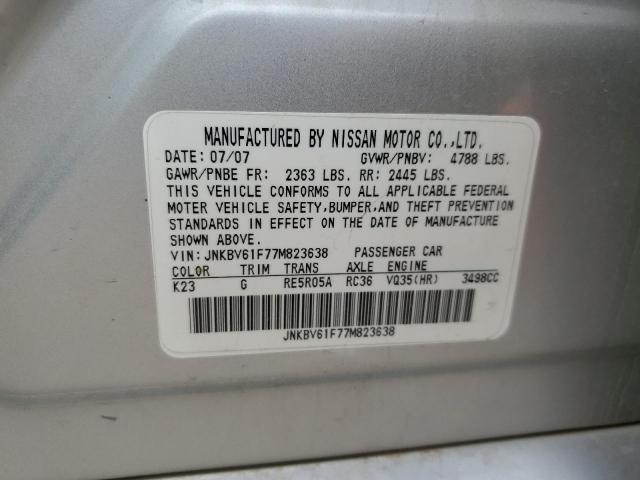 MANUFACTURED BY NISSAN MOTOR CO.,LTD.
DATE: 07/07 GVWR/PNBV: 4788 LBS.
GAWR/PNBE FR: 2363 LBS. RR: 2445 LBS.
THIS VEHICLE CONFORMS TO ALL APPLICABLE FEDERAL
MOTOR VEHICLE SAFETY,BUMPER,AND THEFT PREVENTION
STANDARDS IN EFFECT ON THE DATE OF MANUFACTURE
SHOWN ABOVE.
VIN: JNKBV61F77M823638 PASSENGER CAR
COLOR TRIM TRANS AXLE ENGINE
K23 G RE5R05A RC36 VQ35(HR) 3498CC
JNKBV61F77M823638